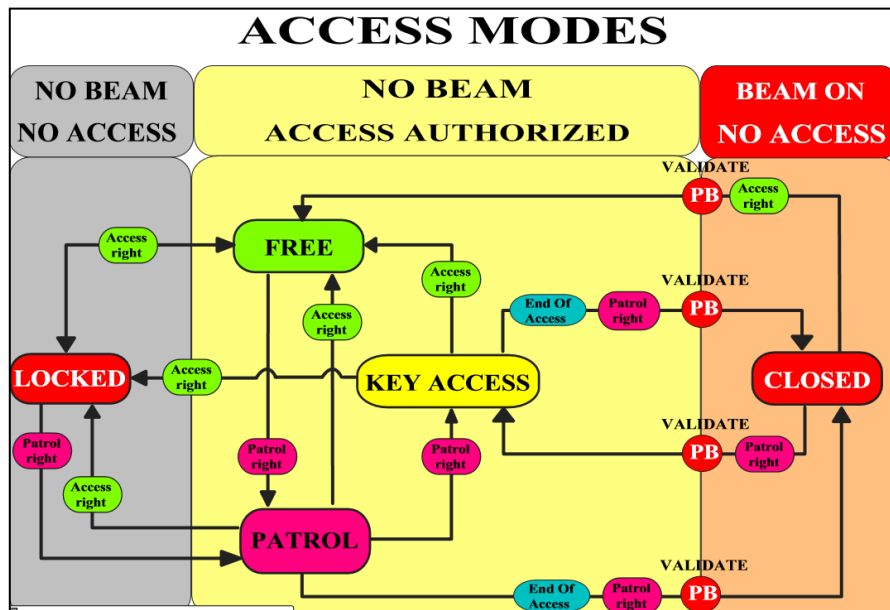 ACCESS MODES
NO BEAM
NO ACCESS
NO BEAM
ACCESS AUTHORIZED
BEAM ON
NO ACCESS
VALIDATE
PB
Access
right
Access
right
FREE
Access
right
VALIDATE
End Of
Access
Patrol
right
PB
Access
right
LOCKED
Access
right
KEY ACCESS
CLOSED
Patrol
right
Patrol
right
Patrol
right
VALIDATE
PB
Patrol
right
Access
right
PATROL
VALIDATE
End Of
Access
Patrol
right
PB